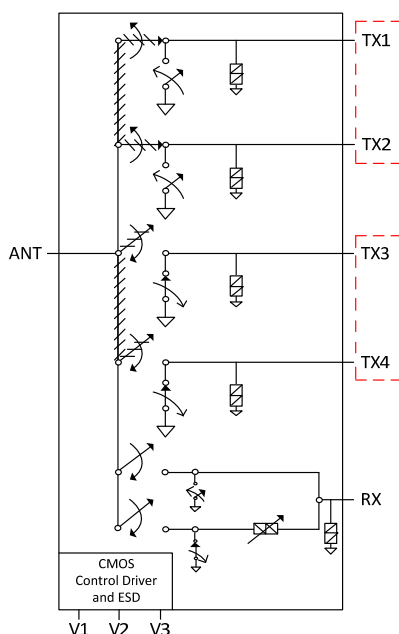 TX1
TX2
ANT
TX3
TX4
RX
CMOS
Control Driver
and ESD
V1 V2 V3